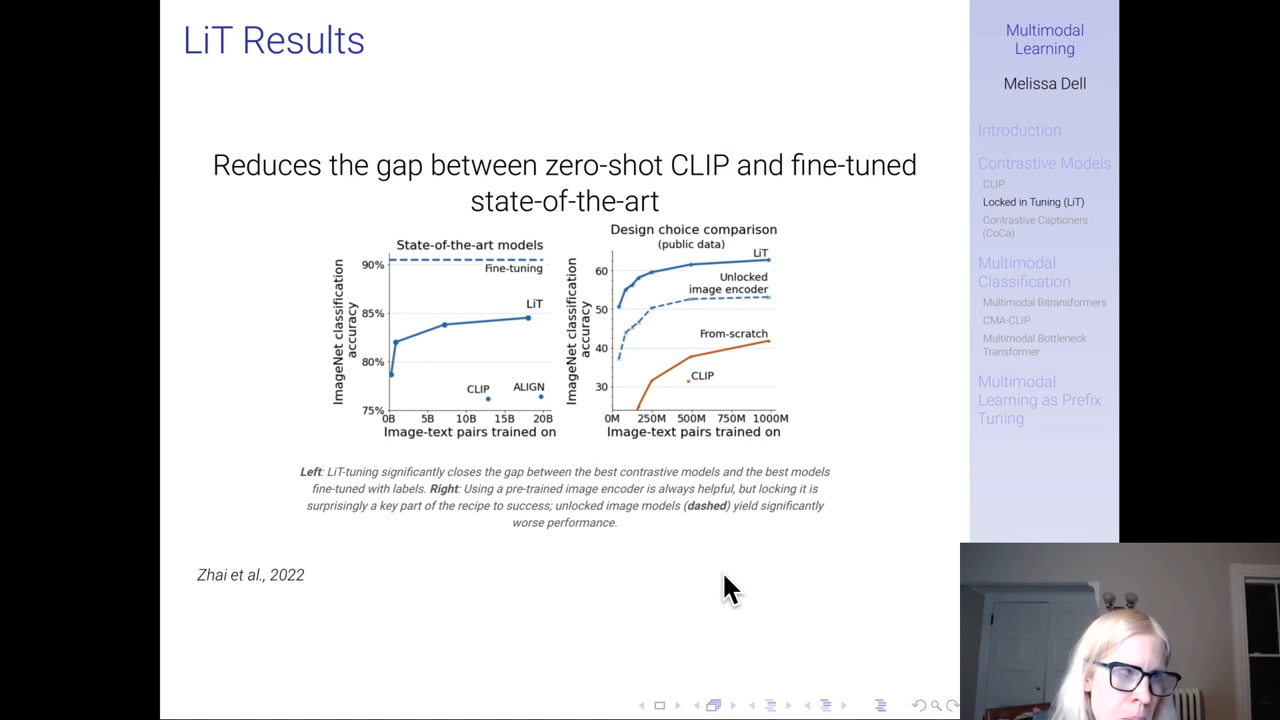 LiT Results
Reduces the gap between zero-shot CLIP and fine-tuned
state-of-the-art
State-of-the-art models
90%
85%
80%
75%
Fine-tuning
LiT
CLIP
ALIGN
0B
5B
10B
15B
20B
ImageNet classification
accuracy
Image-text pairs trained on
Design choice comparison
(public data)
60
50
40
30
LiT
Unlocked
image encoder
From-scratch
CLIP
0M
250M
500M
750M
1000M
ImageNet classification
accuracy
Image-text pairs trained on
Left: LiT-tuning significantly closes the gap between the best contrastive models and the best models
fine-tuned with labels. Right: Using a pre-trained image encoder is always helpful, but locking it is
surprisingly a key part of the recipe to success; unlocked image models (dashed) yield significantly
worse performance.
Zhai et al., 2022
Multimodal
Learning
Melissa Dell
Introduction
Contrastive Models
CLIP
Locked in Tuning (LiT)
Contrastive Captioners
(CoCa)
Multimodal
Classification
Multimodal Bitransformers
CMA-CLIP
Multimodal Bottleneck
Transformer
Multimodal
Learning as Prefix
Tuning